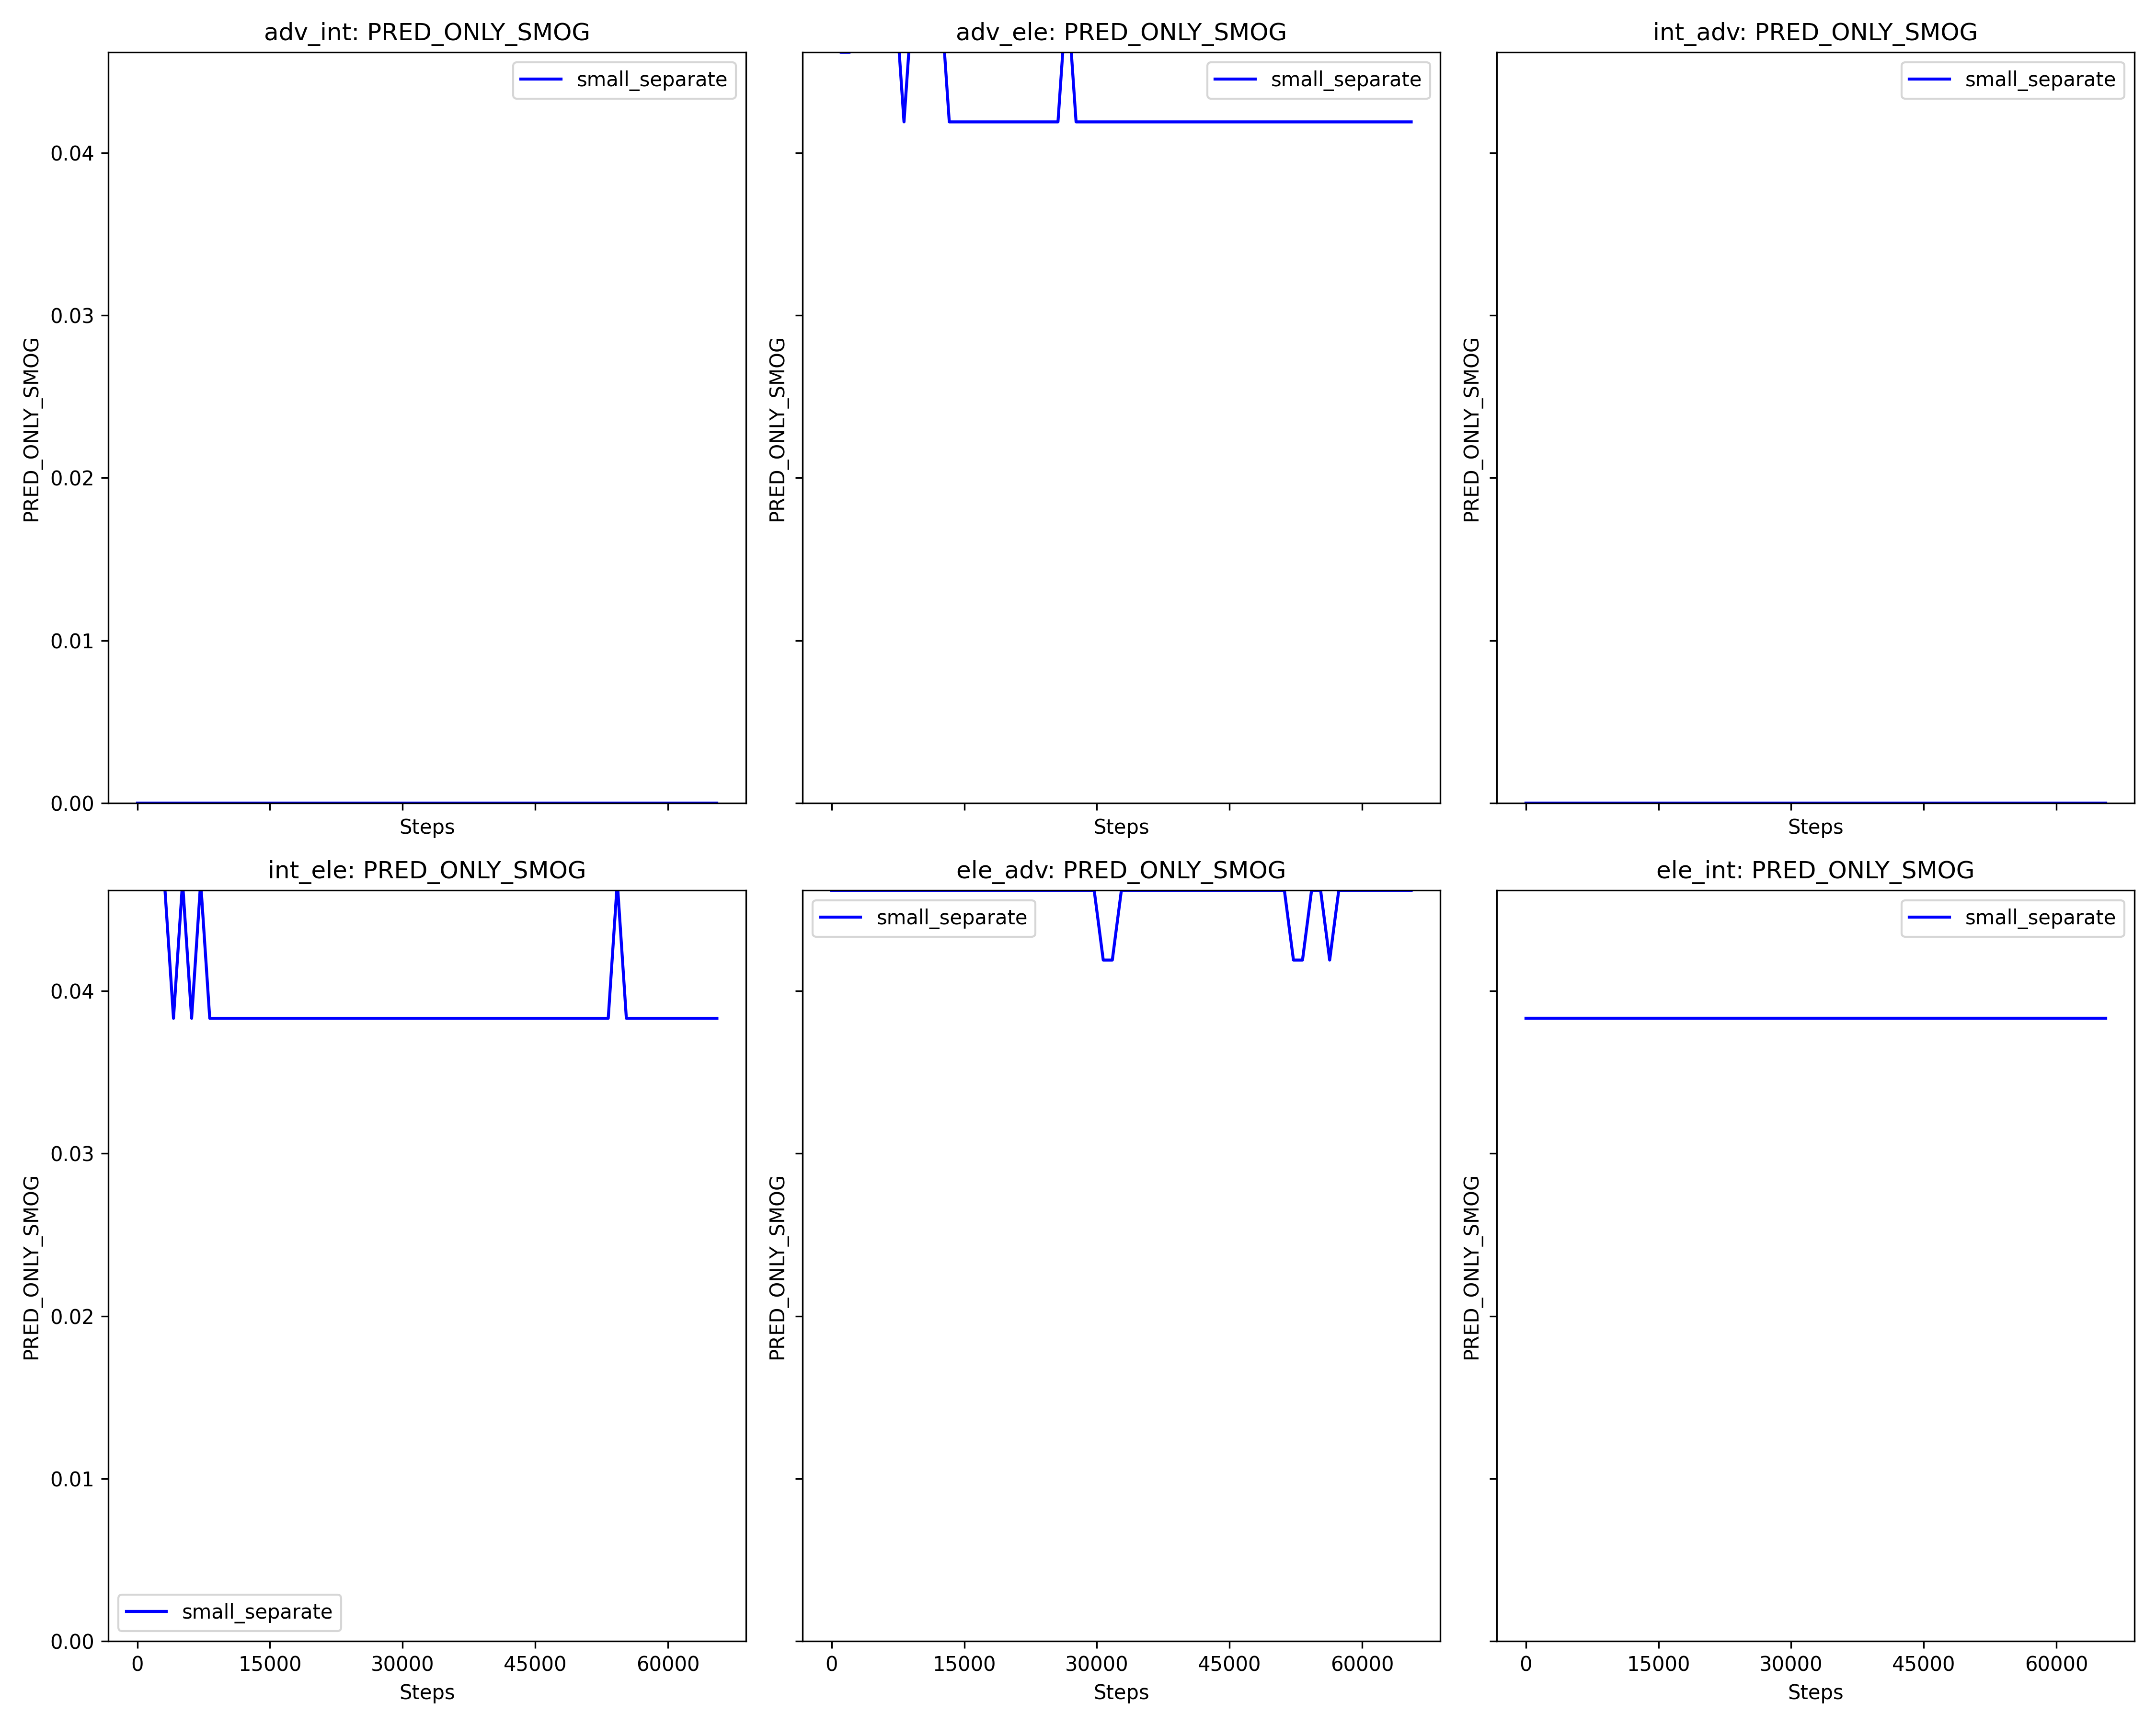 adv_int: PRED_ONLY_SMOG
adv_ele: PRED_ONLY_SMOG
int_adv: PRED_ONLY_SMOG
small_separate
small_separate
small_separate
0.04
0.03
0.02
0.01
0.00
PRED_ONLY_SMOG
PRED_ONLY_SMOG
PRED_ONLY_SMOG
Steps
Steps
Steps
int_ele: PRED_ONLY_SMOG
ele_adv: PRED_ONLY_SMOG
ele_int: PRED_ONLY_SMOG
small_separate
small_separate
small_separate
0.04
0.03
0.02
0.01
0.00
PRED_ONLY_SMOG
PRED_ONLY_SMOG
PRED_ONLY_SMOG
0 15000 30000 45000 60000
0 15000 30000 45000 60000
0 15000 30000 45000 60000
Steps
Steps
Steps